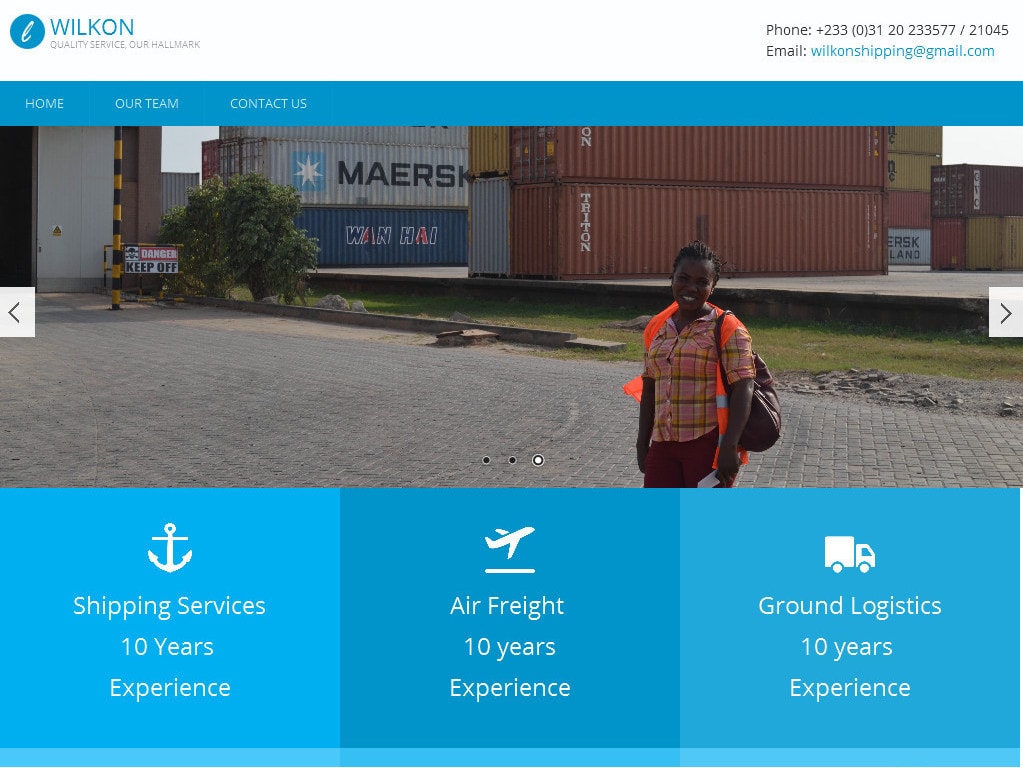 WILKON
QUALITY SERVICE, OUR HALLMARK
Phone: +233 (0)31 20 233577 / 21045
Email: wilkonshipping@gmail.com
HOME
OUR TEAM
CONTACT US
MAERSK
WAN HAI
TRITON
DANGER
KEEP OFF
Shipping Services
10 Years
Experience
Air Freight
10 years
Experience
Ground Logistics
10 years
Experience